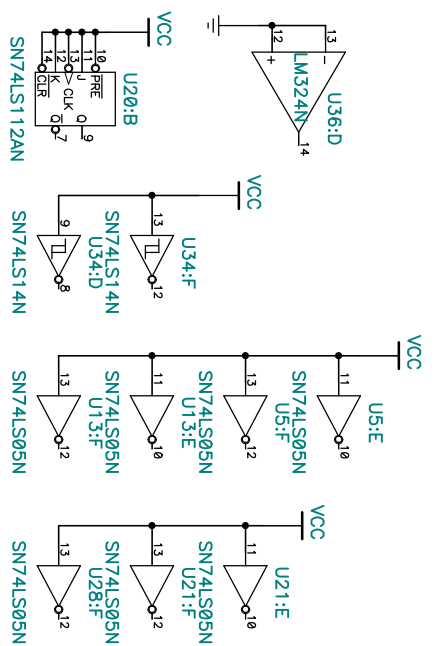 VCC
14
12
13
11
10
CLR
K
CLK
J
PRE
Q
Q
7
9
U20:B
SN74LS112AN
12
13
+
-
LM324N
U36:D
14
VCC
9
8
U34:D
SN74LS14N
13
12
U34:F
SN74LS14N
VCC
13
12
U13:F
SN74LS05N
11
10
U13:E
SN74LS05N
13
12
U5:F
SN74LS05N
11
10
U5:E
SN74LS05N
VCC
13
12
U28:F
SN74LS05N
13
12
U21:F
SN74LS05N
11
10
U21:E
SN74LS05N